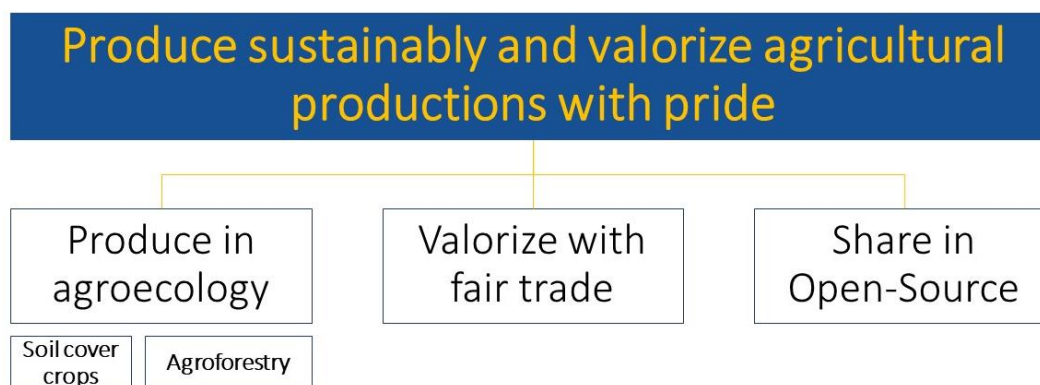 Produce sustainably and valorize agricultural
productions with pride
Produce in
agroecology
Valorize with
fair trade
Share in
Open-Source
Soil cover
crops
Agroforestry